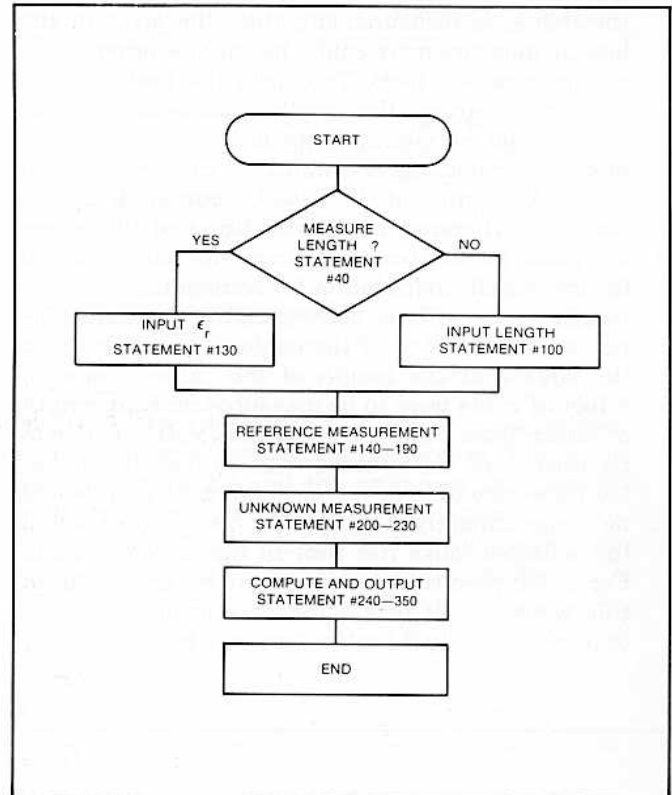 START
MEASURE
LENGTH ?
STATEMENT
#40
YES
NO
INPUT ϵr
STATEMENT #130
INPUT LENGTH
STATEMENT #100
REFERENCE MEASUREMENT
STATEMENT #140—190
UNKNOWN MEASUREMENT
STATEMENT #200—230
COMPUTE AND OUTPUT
STATEMENT #240—350
END